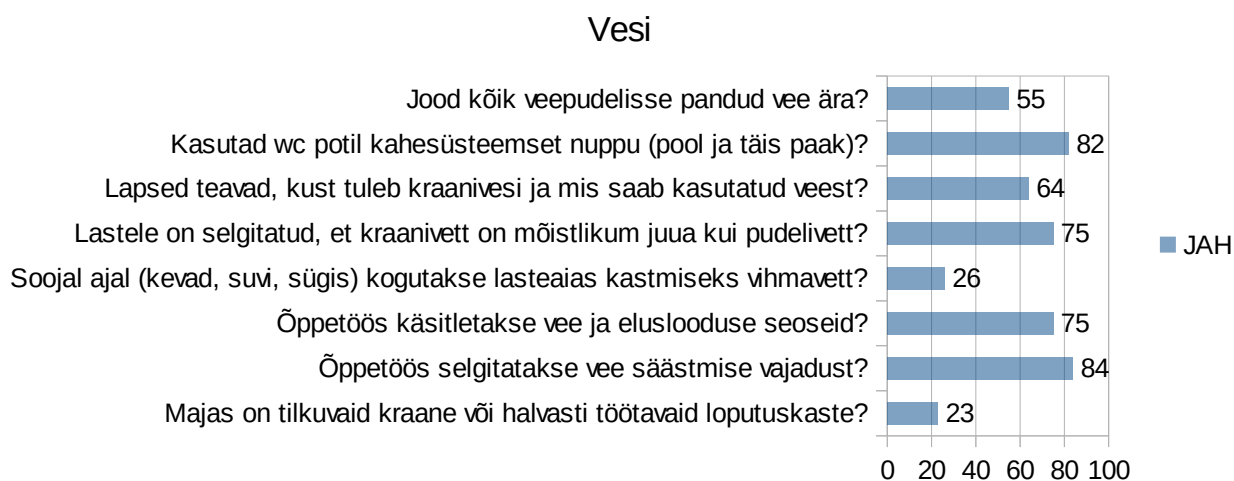 Vesi
Jood kõik veepudelisse pandud vee ära?
55
Kasutad wc potil kahesüsteemset nuppu (pool ja täis paak)?
82
Lapsed teavad, kust tuleb kraanivesi ja mis saab kasutatud veest?
64
Lastele on selgitatud, et kraanivett on mõistlikum juua kui pudelivett?
75
JAH
Soojal ajal (kevad, suvi, sügis) kogutakse lasteaias kastmiseks vihmavett?
26
Õppetöös käsitletakse vee ja eluslooduse seoseid?
75
Õppetöös selgitatakse vee säästmise vajadust?
84
Majas on tilkuvaid kraane või halvasti töötavaid loputuskaste?
23
0 20 40 60 80 100